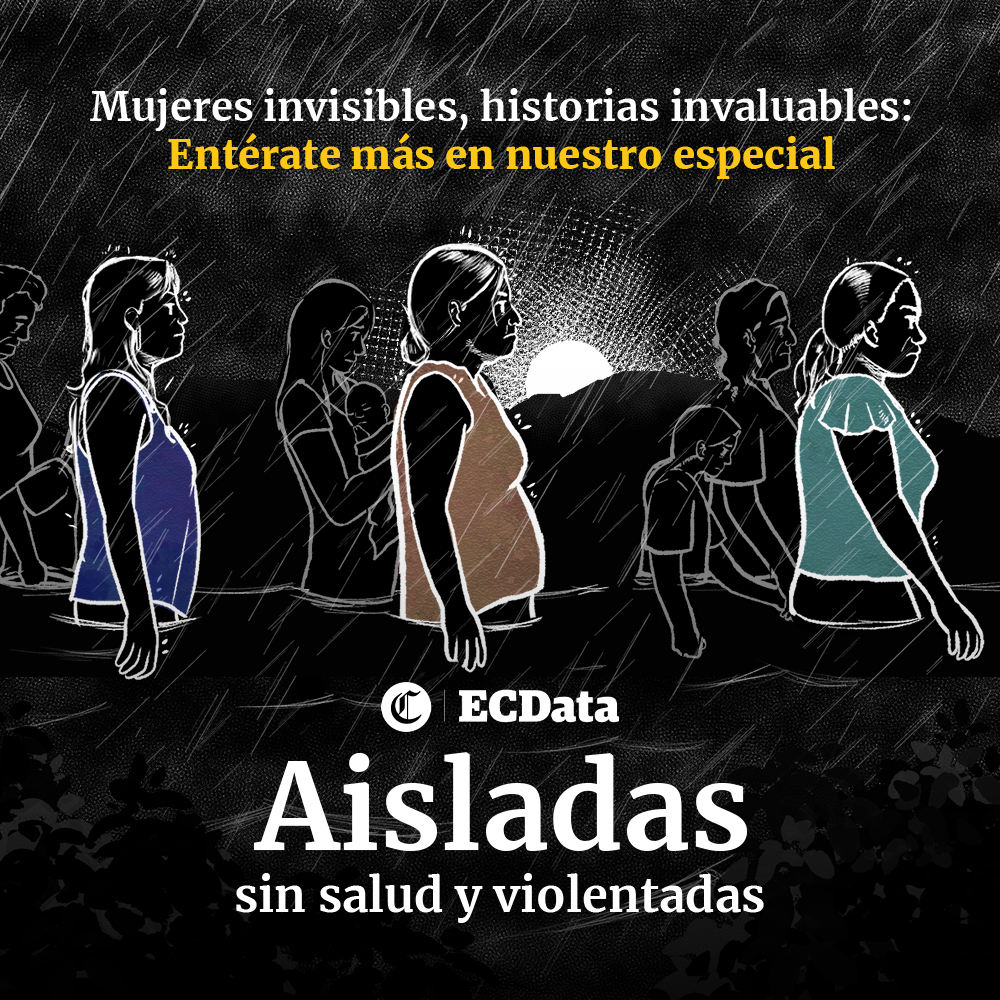 Mujeres invisibles, historias invaluables:
Entérate más en nuestro especial
C | ECData
Aisladas
sin salud y violentadas